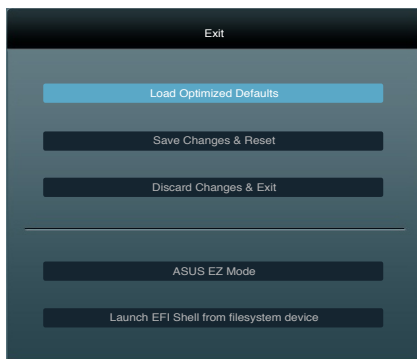 Exit
Load Optimized Defaults
Save Changes & Reset
Discard Changes & Exit
ASUS EZ Mode
Launch EFI Shell from filesystem device